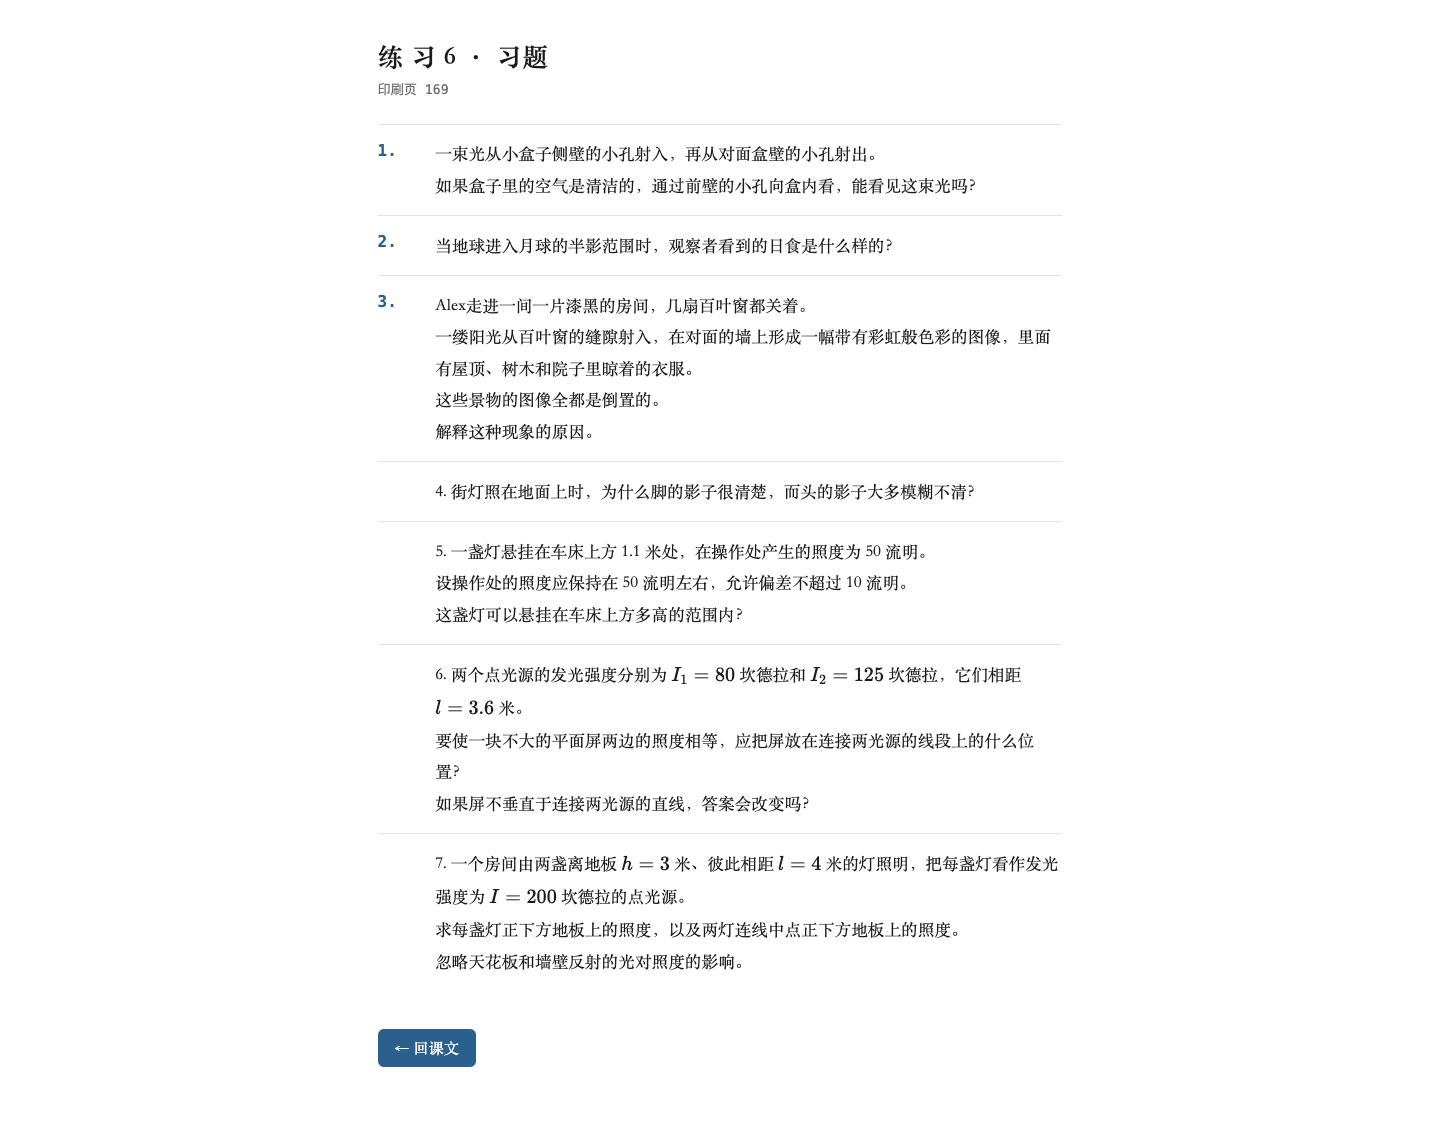 练 习 6 · 习题
印刷页 169
1. 一束光从小盒子侧壁的小孔射入，再从对面盒壁的小孔射出。
如果盒子里的空气是清洁的，通过前壁的小孔向盒内看，能看见这束光吗?
2. 当地球进入月球的半影范围时，观察者看到的日食是什么样的?
3. Alex走进一间一片漆黑的房间，几扇百叶窗都关着。
一缕阳光从百叶窗的缝隙射入，在对面的墙上形成一幅带有彩虹般色彩的图像，里面
有屋顶、树木和院子里晾着的衣服。
这些景物的图像全都是倒置的。
解释这种现象的原因。
4. 街灯照在地面上时，为什么脚的影子很清楚，而头的影子大多模糊不清?
5. 一盏灯悬挂在车床上方 1.1 米处，在操作处产生的照度为 50 流明。
设操作处的照度应保持在 50 流明左右，允许偏差不超过 10 流明。
这盏灯可以悬挂在车床上方多高的范围内?
6. 两个点光源的发光强度分别为 I₁ = 80 坎德拉和 I₂ = 125 坎德拉，它们相距
l = 3.6 米。
要使一块不大的平面屏两边的照度相等，应把屏放在连接两光源的线段上的什么位
置?
如果屏不垂直于连接两光源的直线，答案会改变吗?
7. 一个房间由两盏离地板 h = 3 米、彼此相距 l = 4 米的灯照明，把每盏灯看作发光
强度为 I = 200 坎德拉的点光源。
求每盏灯正下方地板上的照度，以及两灯连线中点正下方地板上的照度。
忽略天花板和墙壁反射的光对照度的影响。
← 回课文